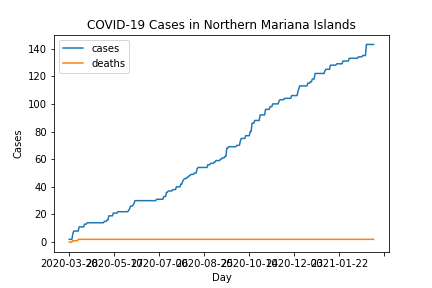 COVID-19 Cases in Northern Mariana Islands
cases
deaths
140
120
100
80
60
40
20
0
Cases
2020-03-28 2020-05-17 2020-07-06 2020-08-25 2020-10-14 2020-12-03 2021-01-22
Day